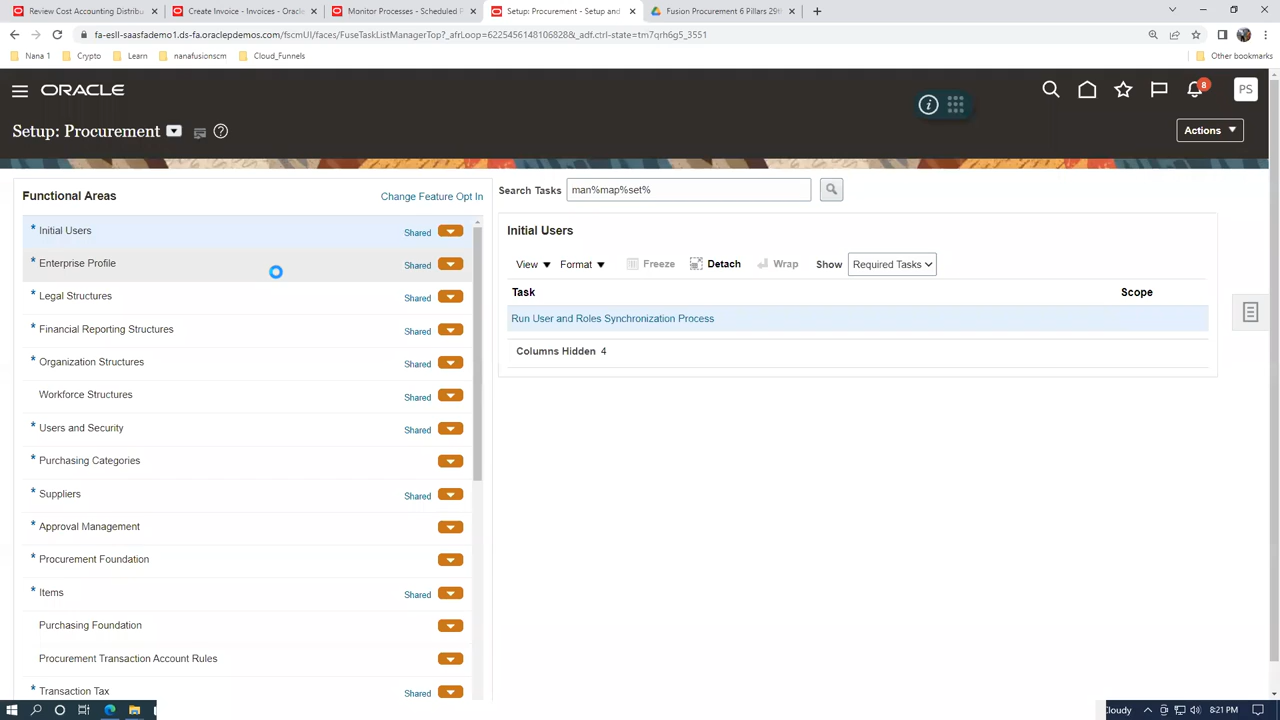 Review Cost Accounting Distribu
Create Invoice - Invoices - Oracle
Monitor Processes - Scheduled P
Setup: Procurement - Setup and
Fusion Procurement 6 Pillars 29th
fa-esll-saasfademo1.ds-fa.oraclepdemos.com/fscmUI/faces/FuseTaskListManagerTop?_afrLoop=6225456148106828&_adf.ctrl-state=tm7qrh6g5_3551
Nana 1
Crypto
Learn
nanafusionscm
Cloud_Funnels
Other bookmarks
ORACLE
8
PS
Setup: Procurement
Actions
Functional Areas
Change Feature Opt In
Search Tasks
man%map%set%
* Initial Users Shared
* Enterprise Profile Shared
* Legal Structures Shared
* Financial Reporting Structures Shared
* Organization Structures Shared
Workforce Structures Shared
* Users and Security Shared
* Purchasing Categories
* Suppliers Shared
* Approval Management
* Procurement Foundation
* Items Shared
Purchasing Foundation
Procurement Transaction Account Rules
* Transaction Tax Shared
Initial Users
View Format Freeze Detach Wrap Show Required Tasks
Task Scope
Run User and Roles Synchronization Process
Columns Hidden 4
Cloudy
8:21 PM